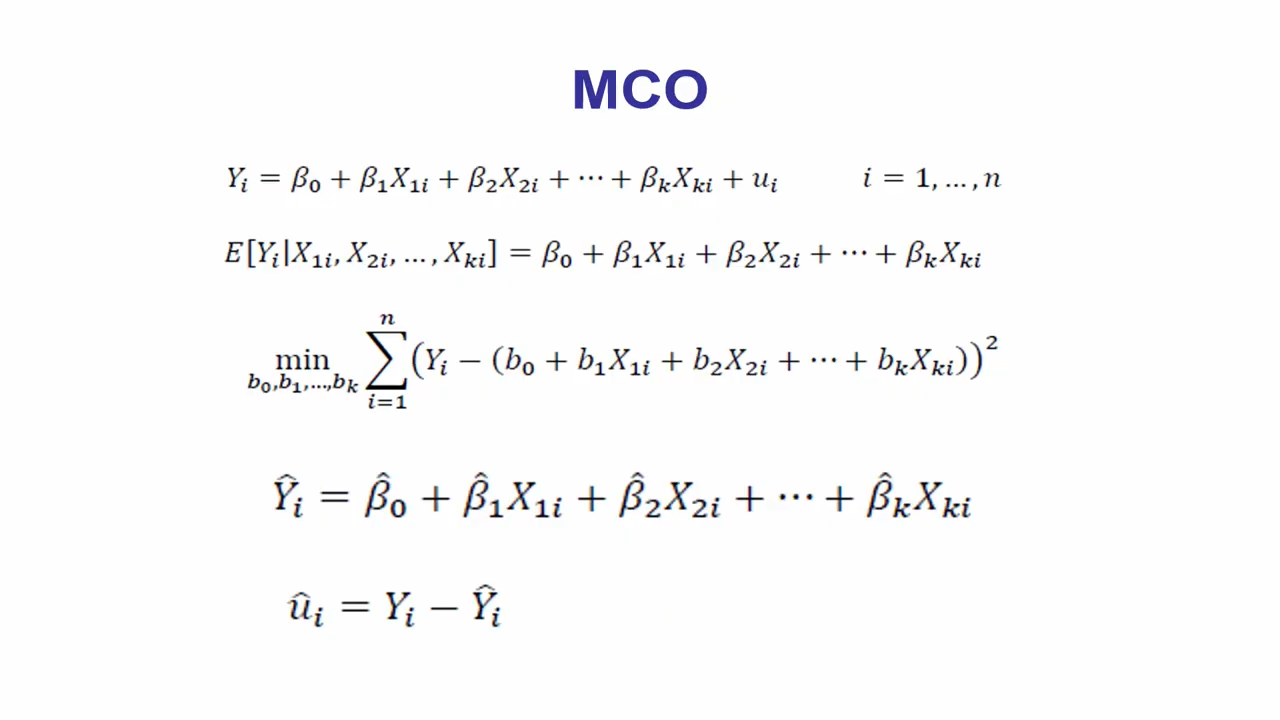 MCO
Yᵢ = β₀ + β₁X₁ᵢ + β₂X₂ᵢ + ⋯ + βₖXₖᵢ + uᵢ i = 1, … , n
E[Yᵢ|X₁ᵢ, X₂ᵢ, … , Xₖᵢ] = β₀ + β₁X₁ᵢ + β₂X₂ᵢ + ⋯ + βₖXₖᵢ
min_{b₀,b₁,…,bₖ} ∑_{i=1}^{n} (Yᵢ − (b₀ + b₁X₁ᵢ + b₂X₂ᵢ + ⋯ + bₖXₖᵢ))²
Ŷᵢ = β̂₀ + β̂₁X₁ᵢ + β̂₂X₂ᵢ + ⋯ + β̂ₖXₖᵢ
ûᵢ = Yᵢ − Ŷᵢ